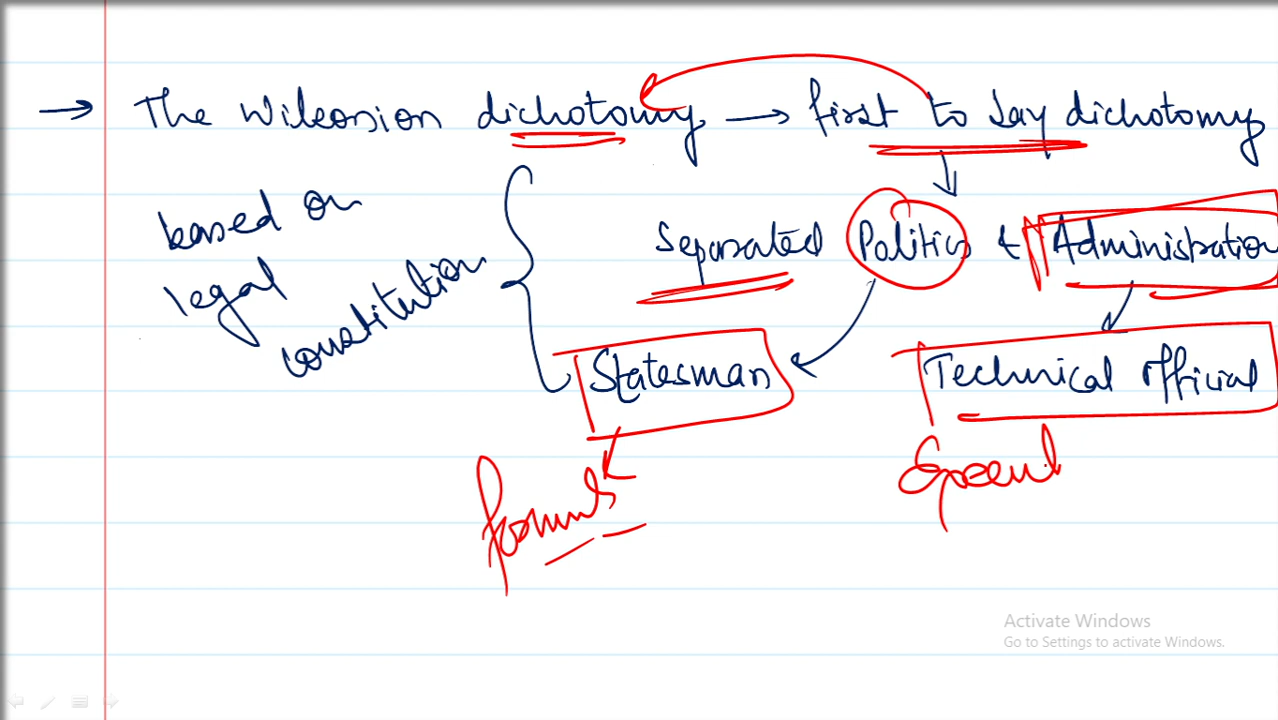 → The Wilsonian dichotomy → first to say dichotomy
Separated Politics & Administration
based on
legal
constitution
Statesman
Technical official
Activate Windows
Go to Settings to activate Windows.